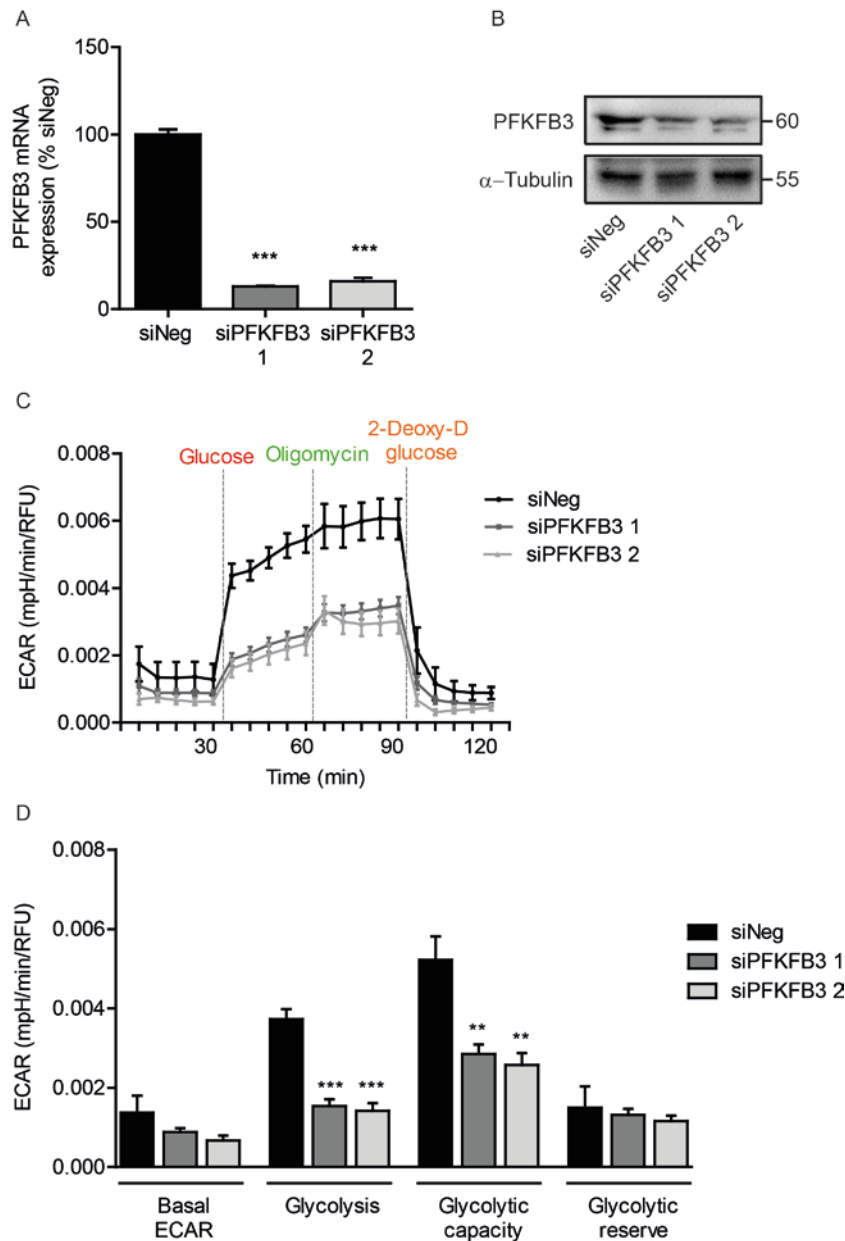 A
PFKFB3 mRNA
expression (% siNeg)
150
100
50
0
***
***
siNeg
siPFKFB3
1
siPFKFB3
2
B
PFKFB3
60
α–Tubulin
55
siNeg
siPFKFB3 1
siPFKFB3 2
C
ECAR (mpH/min/RFU)
0.008
0.006
0.004
0.002
0.000
Glucose
Oligomycin
2-Deoxy-D
glucose
siNeg
siPFKFB3 1
siPFKFB3 2
30
60
90
120
Time (min)
D
ECAR (mpH/min/RFU)
0.008
0.006
0.004
0.002
0.000
***
***
**
**
siNeg
siPFKFB3 1
siPFKFB3 2
Basal
ECAR
Glycolysis
Glycolytic
capacity
Glycolytic
reserve